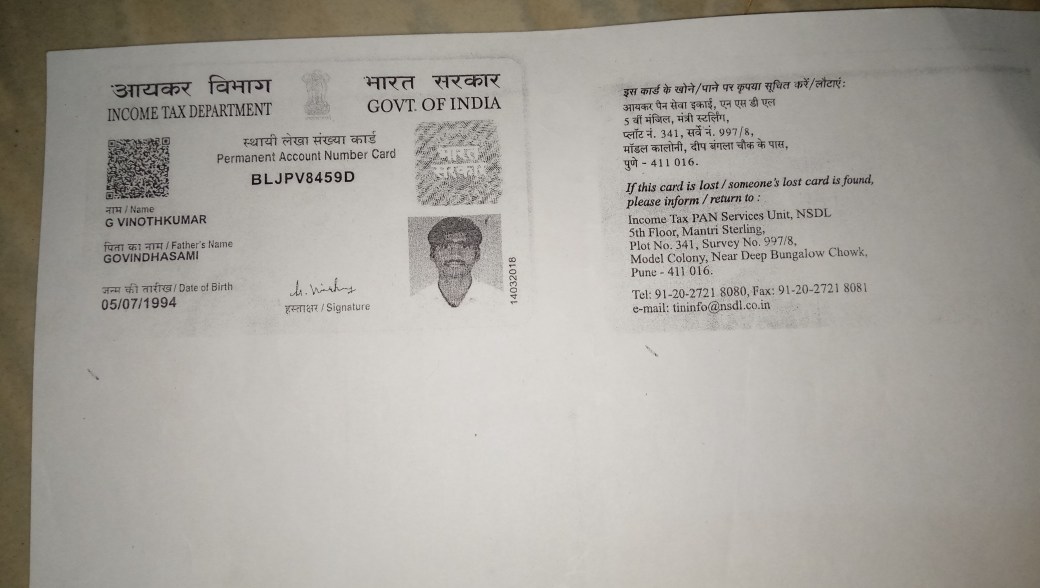 आयकर विभाग
INCOME TAX DEPARTMENT
भारत सरकार
GOVT. OF INDIA
स्थायी लेखा संख्या कार्ड
Permanent Account Number Card
BLJPV8459D
भारत
सरकार
नाम / Name
G VINOTHKUMAR
पिता का नाम / Father's Name
GOVINDHASAMI
जन्म की तारीख / Date of Birth
05/07/1994
हस्ताक्षर / Signature
14032018
इस कार्ड के खोने/पाने पर कृपया सूचित करें/लौटाएं:
आयकर पैन सेवा इकाई, एन एस डी एल
5 वीं मंजिल, मंत्री स्टर्लिंग,
प्लॉट नं. 341, सर्वे नं. 997/8,
मॉडल कालोनी, दीप बंगला चौक के पास,
पुणे - 411 016.
If this card is lost / someone's lost card is found,
please inform / return to :
Income Tax PAN Services Unit, NSDL
5th Floor, Mantri Sterling,
Plot No. 341, Survey No. 997/8,
Model Colony, Near Deep Bungalow Chowk,
Pune - 411 016.
Tel: 91-20-2721 8080, Fax: 91-20-2721 8081
e-mail: tininfo@nsdl.co.in